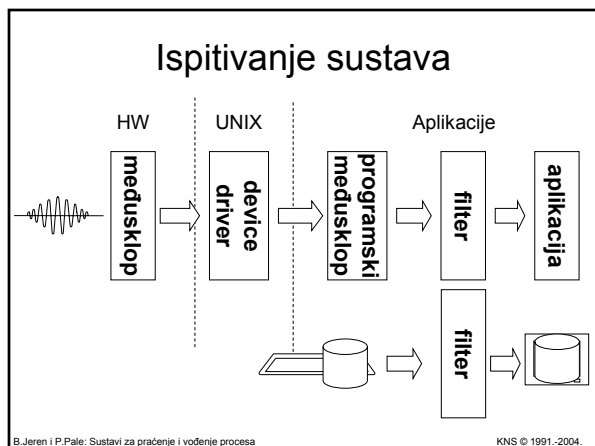 Ispitivanje sustava
HW
UNIX
Aplikacije
međusklop
device
driver
programski
međusklop
filter
aplikacija
filter
B.Jeren i P.Pale: Sustavi za praćenje i vođenje procesa
KNS © 1991.-2004.